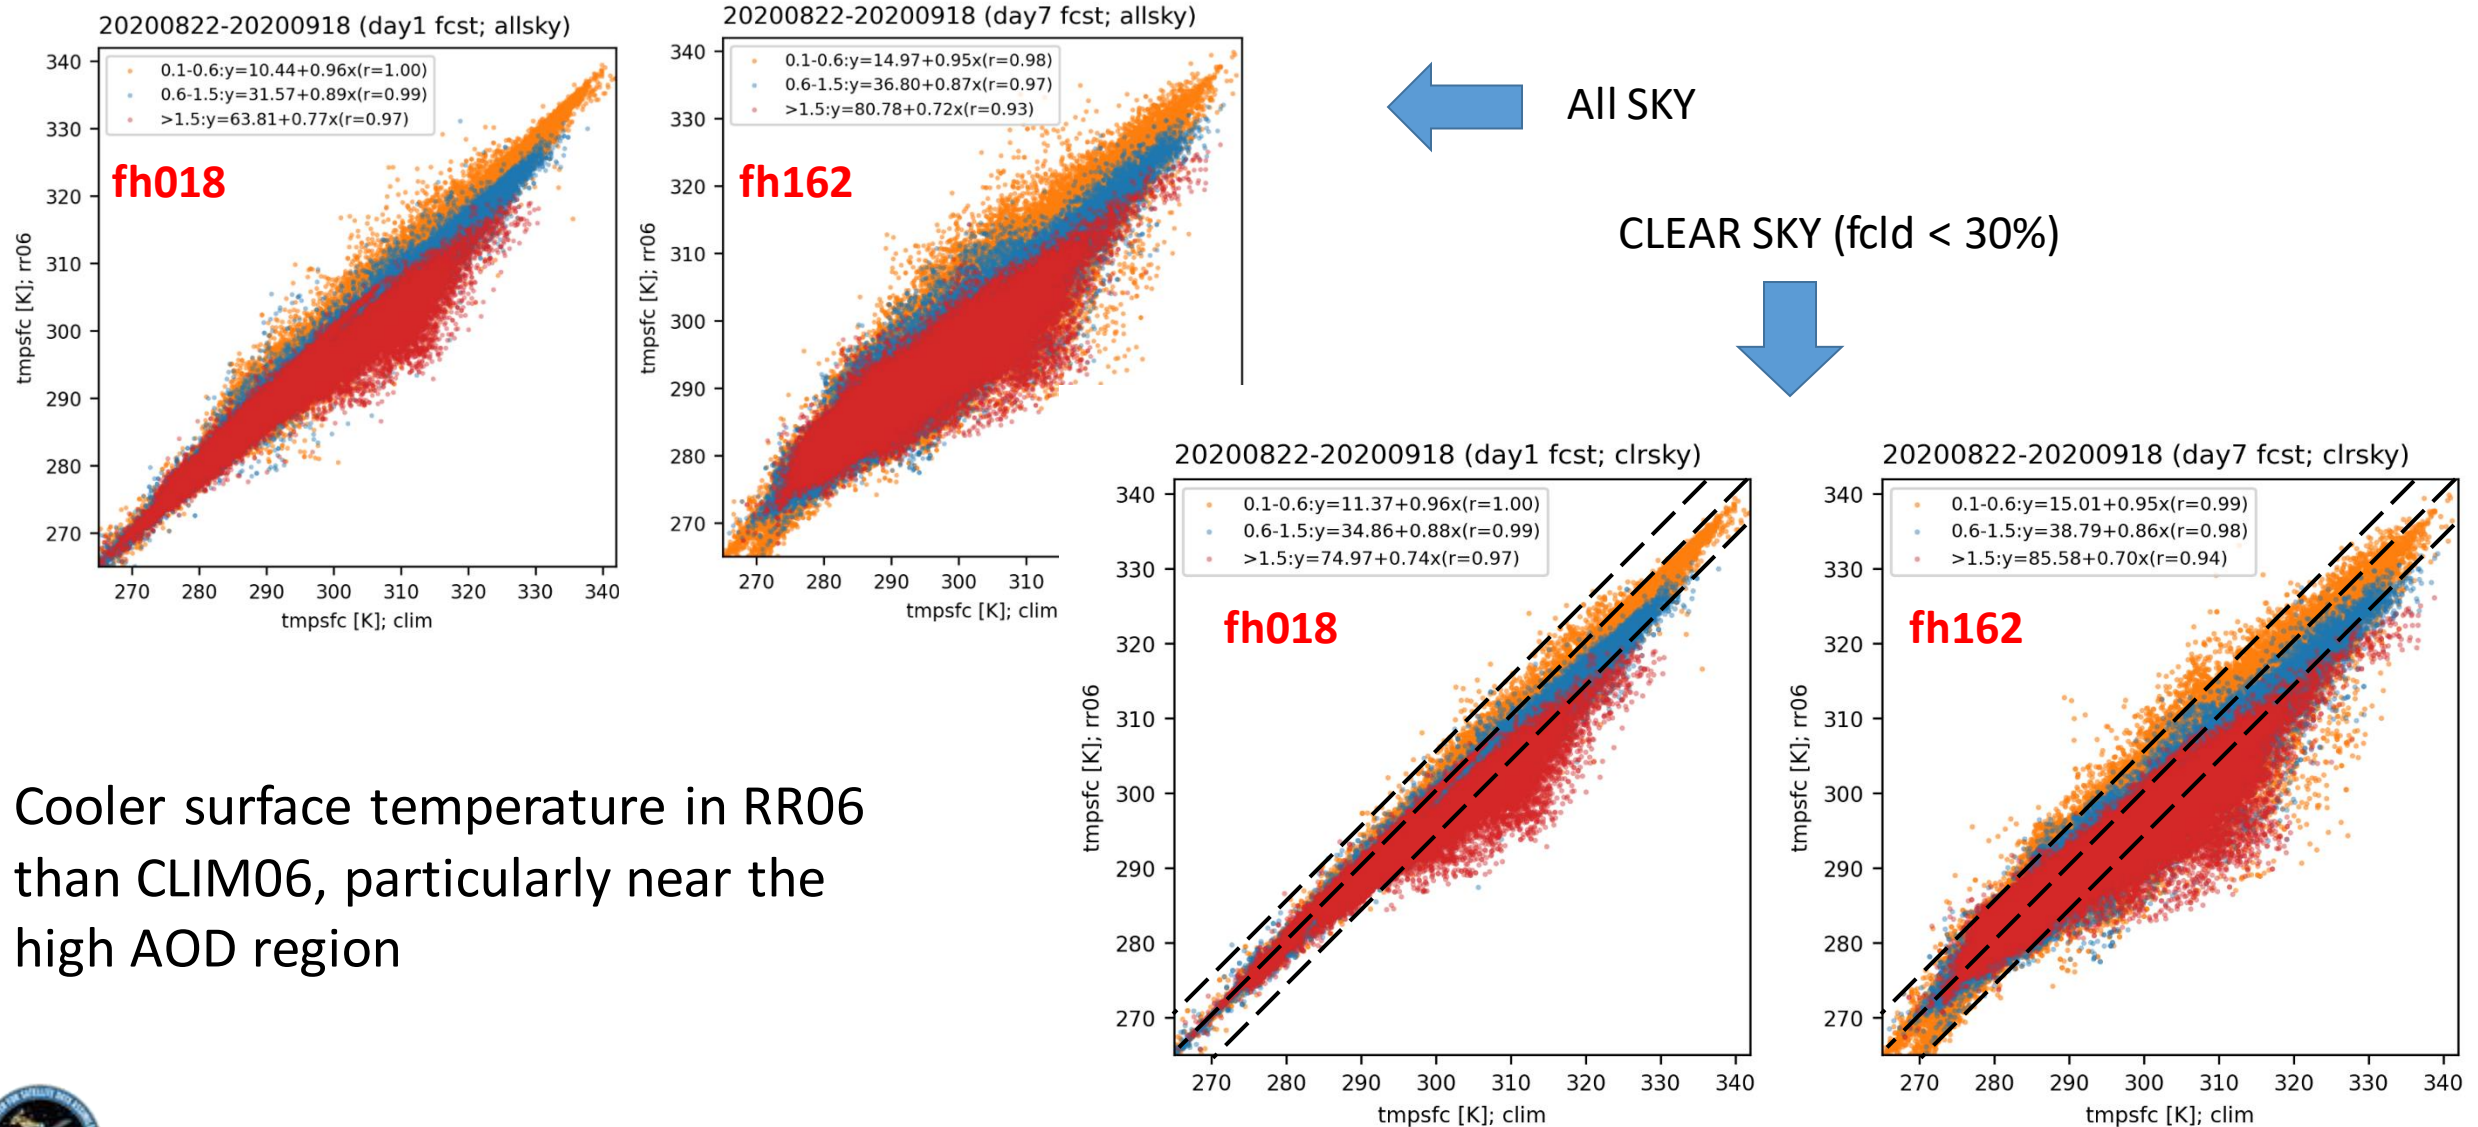 20200822-20200918 (day1 fcst; allsky)
340
330
320
310
300
290
280
270
tmpsfc [K]; rr06
0.1-0.6:y=10.44+0.96x(r=1.00)
0.6-1.5:y=31.57+0.89x(r=0.99)
>1.5:y=63.81+0.77x(r=0.97)
fh018
270 280 290 300 310 320 330 340
tmpsfc [K]; clim
20200822-20200918 (day7 fcst; allsky)
340
330
320
310
300
290
280
270
tmpsfc [K]; rr06
0.1-0.6:y=14.97+0.95x(r=0.98)
0.6-1.5:y=36.80+0.87x(r=0.97)
>1.5:y=80.78+0.72x(r=0.93)
fh162
270 280 290 300 310
tmpsfc [K]; clim
All SKY
CLEAR SKY (fcld < 30%)
20200822-20200918 (day1 fcst; clrsky)
340
330
320
310
300
290
280
270
tmpsfc [K]; rr06
0.1-0.6:y=11.37+0.96x(r=1.00)
0.6-1.5:y=34.86+0.88x(r=0.99)
>1.5:y=74.97+0.74x(r=0.97)
fh018
270 280 290 300 310 320 330 340
tmpsfc [K]; clim
20200822-20200918 (day7 fcst; clrsky)
340
330
320
310
300
290
280
270
tmpsfc [K]; rr06
0.1-0.6:y=15.01+0.95x(r=0.99)
0.6-1.5:y=38.79+0.86x(r=0.98)
>1.5:y=85.58+0.70x(r=0.94)
fh162
270 280 290 300 310 320 330 340
tmpsfc [K]; clim
Cooler surface temperature in RR06
than CLIM06, particularly near the
high AOD region